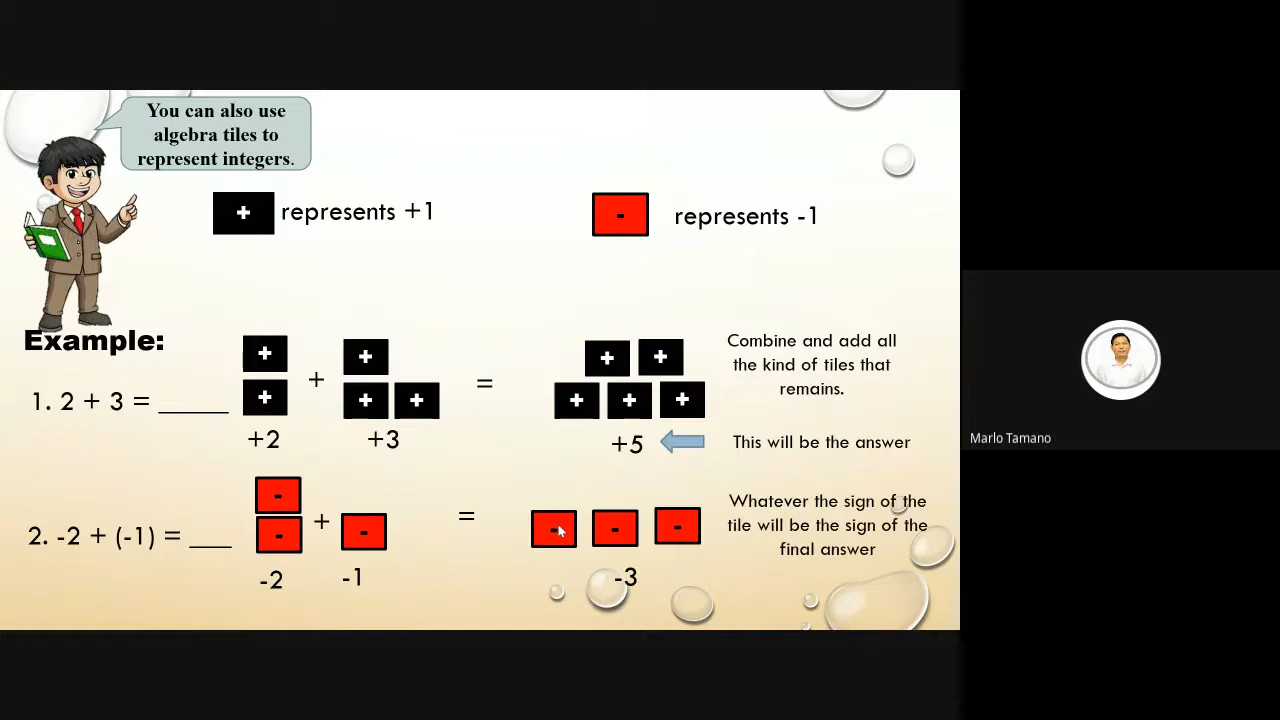 You can also use
algebra tiles to
represent integers.
+ represents +1
- represents -1
Example:
1. 2 + 3 = _____
+
+
+
+
+ +
=
+ +
+ + +
+2
+3
+5
Combine and add all
the kind of tiles that
remains.
This will be the answer
2. -2 + (-1) = ___
-
-
+
-
=
- - -
-2
-1
-3
Whatever the sign of the
tile will be the sign of the
final answer
Marlo Tamano